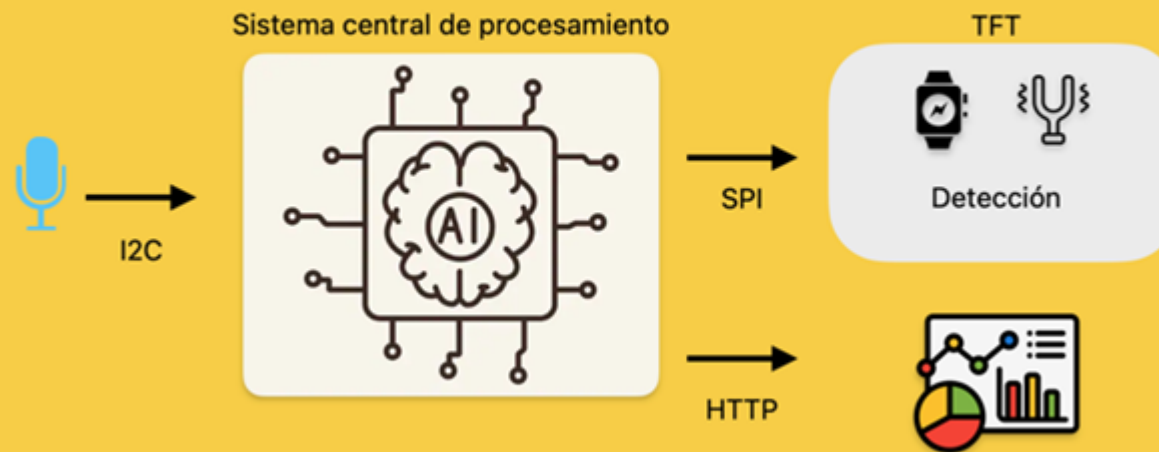 Sistema central de procesamiento
TFT
I2C
AI
SPI
Detección
HTTP